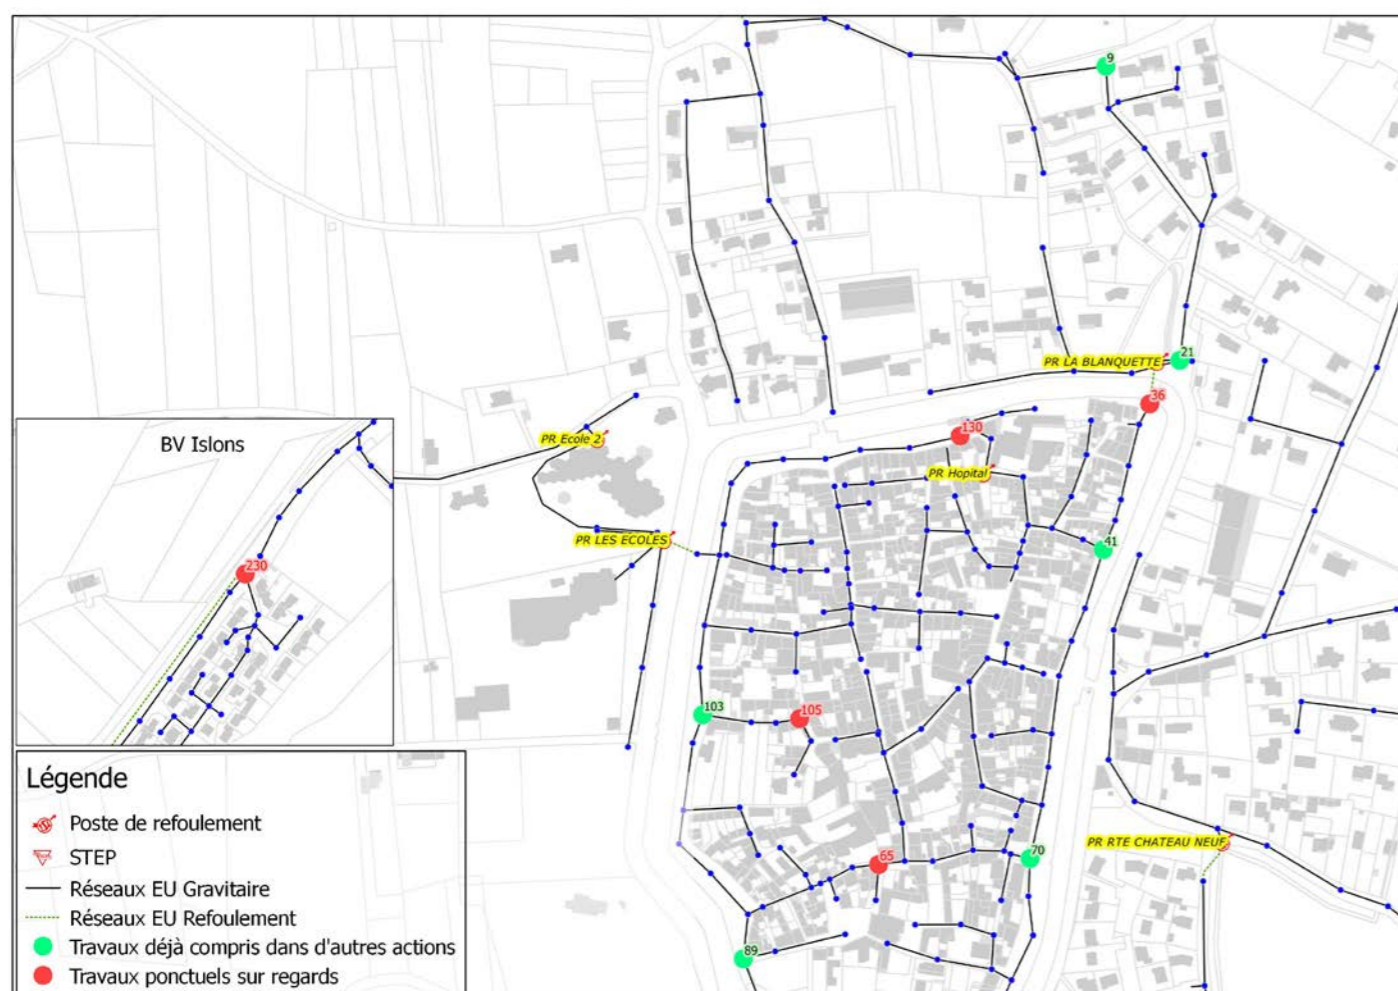 9
PR LA BLANQUETTE
21
36
130
PR Ecole 2
PR Hopital
BV Islons
PR LES ECOLES
41
230
103
105
Légende
Poste de refoulement
STEP
Réseaux EU Gravitaire
Réseaux EU Refoulement
Travaux déjà compris dans d'autres actions
Travaux ponctuels sur regards
PR RTE CHATEAU NEUF
65
70
89